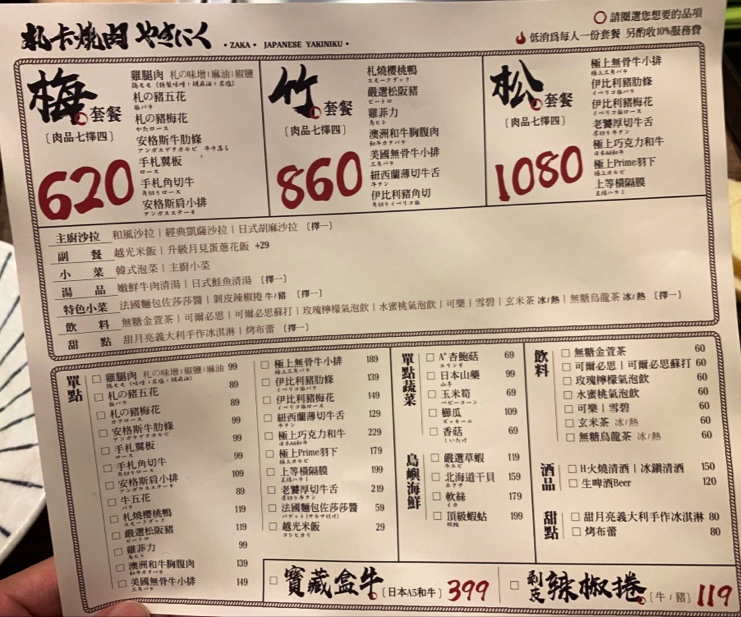 札卡燒肉 やきにく
• ZAKA • JAPANESE YAKINIKU •
請圈選您想要的品項
低消為每人一份套餐 另酌收10%服務費
梅 套餐
〔肉品七擇四〕
620
雞腿肉 札の味增|麻油|椒鹽
札の豬五花
札の豬梅花
安格斯牛肋條
手札翼板
手札角切牛
安格斯肩小排
竹 套餐
〔肉品七擇四〕
860
札燒櫻桃鴨
嚴選松阪豬
雞菲力
澳洲和牛胸腹肉
美國無骨牛小排
紐西蘭薄切牛舌
伊比利豬角切
松 套餐
〔肉品七擇四〕
1080
極上無骨牛小排
伊比利豬肋條
伊比利豬梅花
老饕厚切牛舌
極上巧克力和牛
極上Prime羽下
上等橫隔膜
主廚沙拉 和風沙拉|經典凱薩沙拉|日式胡麻沙拉 〔擇一〕
副餐 越光米飯|升級月見蛋蔥花飯 +29
小菜 韓式泡菜|主廚小菜
湯品 嫩鮮牛肉清湯|日式鮭魚清湯 〔擇一〕
特色小菜 法國麵包佐莎莎醬|剝皮辣椒捲 牛/豬 〔擇一〕
飲料 無糖金萱茶|可爾必思|可爾必思蘇打|玫瑰檸檬氣泡飲|水蜜桃氣泡飲|可樂|雪碧|玄米茶 冰/熱|無糖烏龍茶 冰/熱 〔擇一〕
甜點 甜月亮義大利手作冰淇淋|烤布蕾 〔擇一〕
單點
雞腿肉 札の味增|椒鹽|麻油 99
札の豬五花 89
札の豬梅花 89
安格斯牛肋條 99
手札翼板 99
手札角切牛 99
安格斯肩小排 109
牛五花 89
札燒櫻桃鴨 119
嚴選松阪豬 119
雞菲力 99
澳洲和牛胸腹肉 139
美國無骨牛小排 149
極上無骨牛小排 189
伊比利豬肋條 139
伊比利豬梅花 149
紐西蘭薄切牛舌 129
極上巧克力和牛 229
極上Prime羽下 179
上等橫隔膜 199
老饕厚切牛舌 219
法國麵包佐莎莎醬 59
越光米飯 29
單點蔬菜
A⁺杏鮑菇 69
日本山藥 99
玉米筍 69
櫛瓜 109
香菇 69
島嶼海鮮
嚴選草蝦 119
北海道干貝 159
軟絲 179
頂級蝦蛄 199
飲料
無糖金萱茶 60
可爾必思|可爾必思蘇打 60
玫瑰檸檬氣泡飲 60
水蜜桃氣泡飲 60
可樂|雪碧 60
玄米茶 冰/熱 60
無糖烏龍茶 冰/熱 60
酒品
H火燒清酒|冰鎮清酒 150
生啤酒Beer 120
甜點
甜月亮義大利手作冰淇淋 80
烤布蕾 80
寶藏盒牛〔日本A5和牛〕 399
剝皮辣椒捲〔牛/豬〕 119